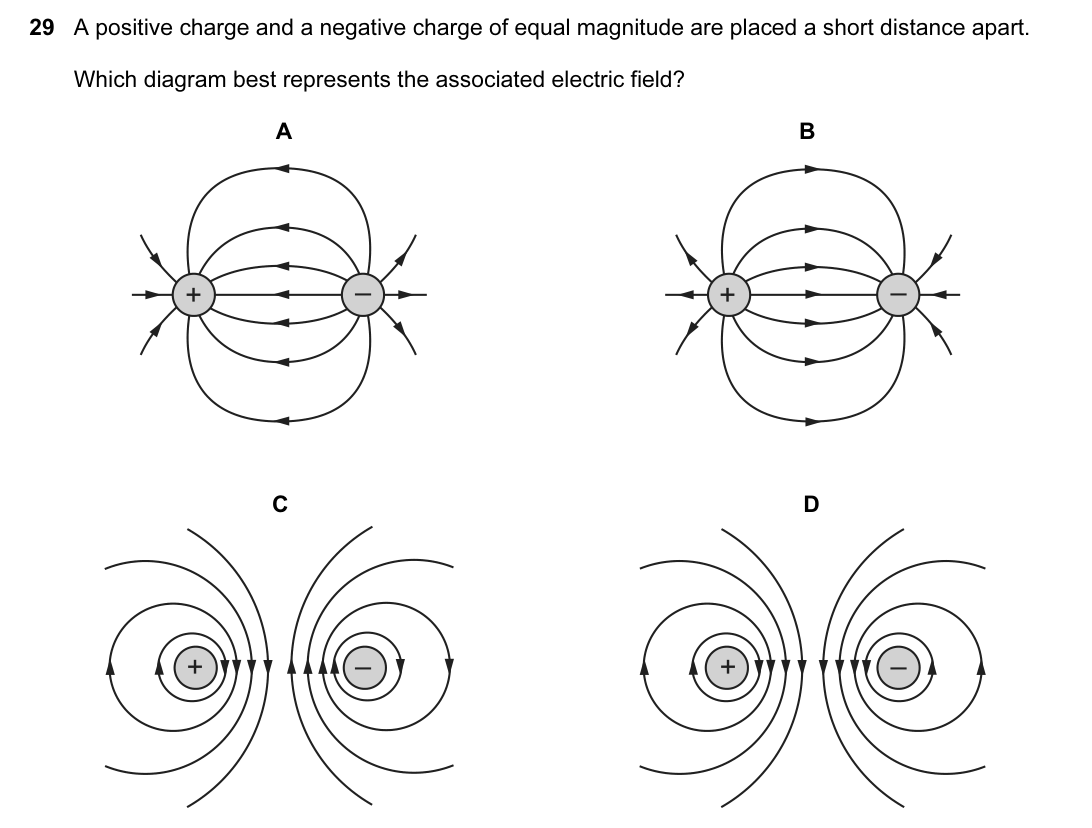 29 A positive charge and a negative charge of equal magnitude are placed a short distance apart.
Which diagram best represents the associated electric field?
A B
+ − + −
C D
+ − + −